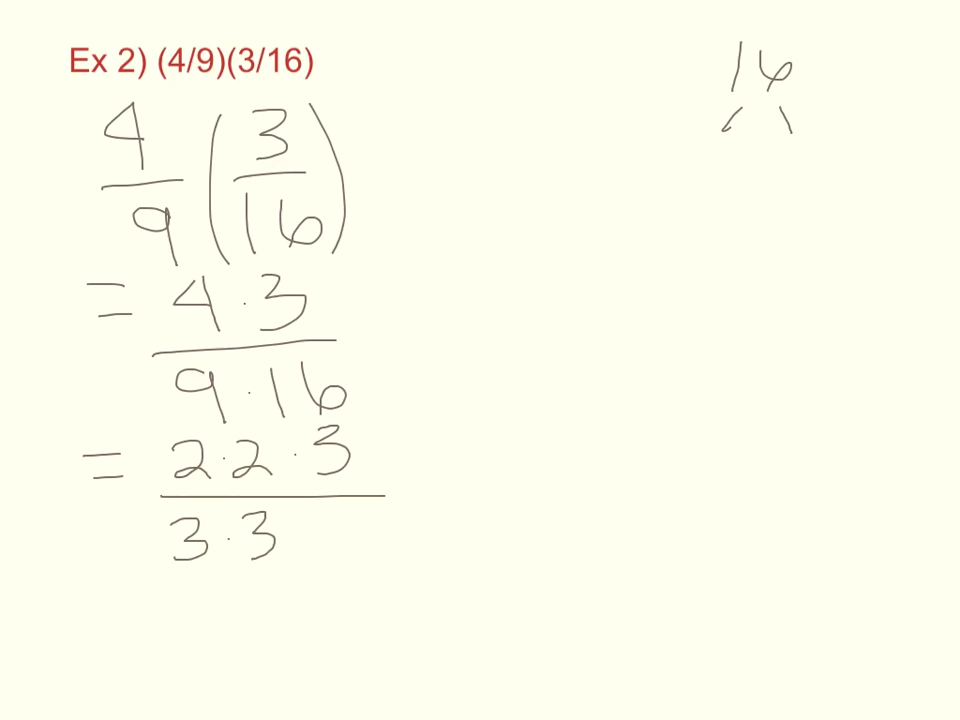 Ex 2) (4/9)(3/16)
16
4/9 (3/16)
= 4·3/9·16
= 2·2·3/3·3